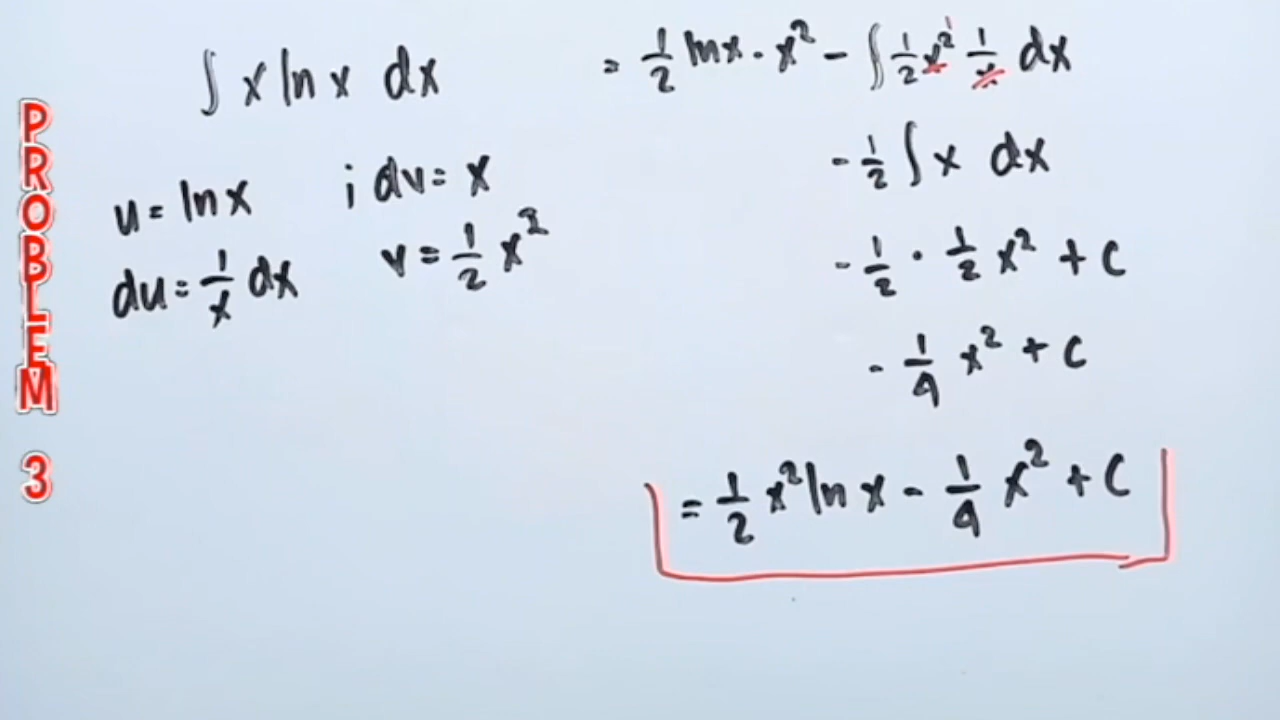 PROBLEM 3
∫ x ln x dx
u = ln x ; dv = x
du = 1/x dx v = 1/2 x²
= 1/2 ln x · x² - ∫ 1/2 x² 1/x dx
- 1/2 ∫ x dx
- 1/2 · 1/2 x² + C
- 1/4 x² + C
= 1/2 x² ln x - 1/4 x² + C